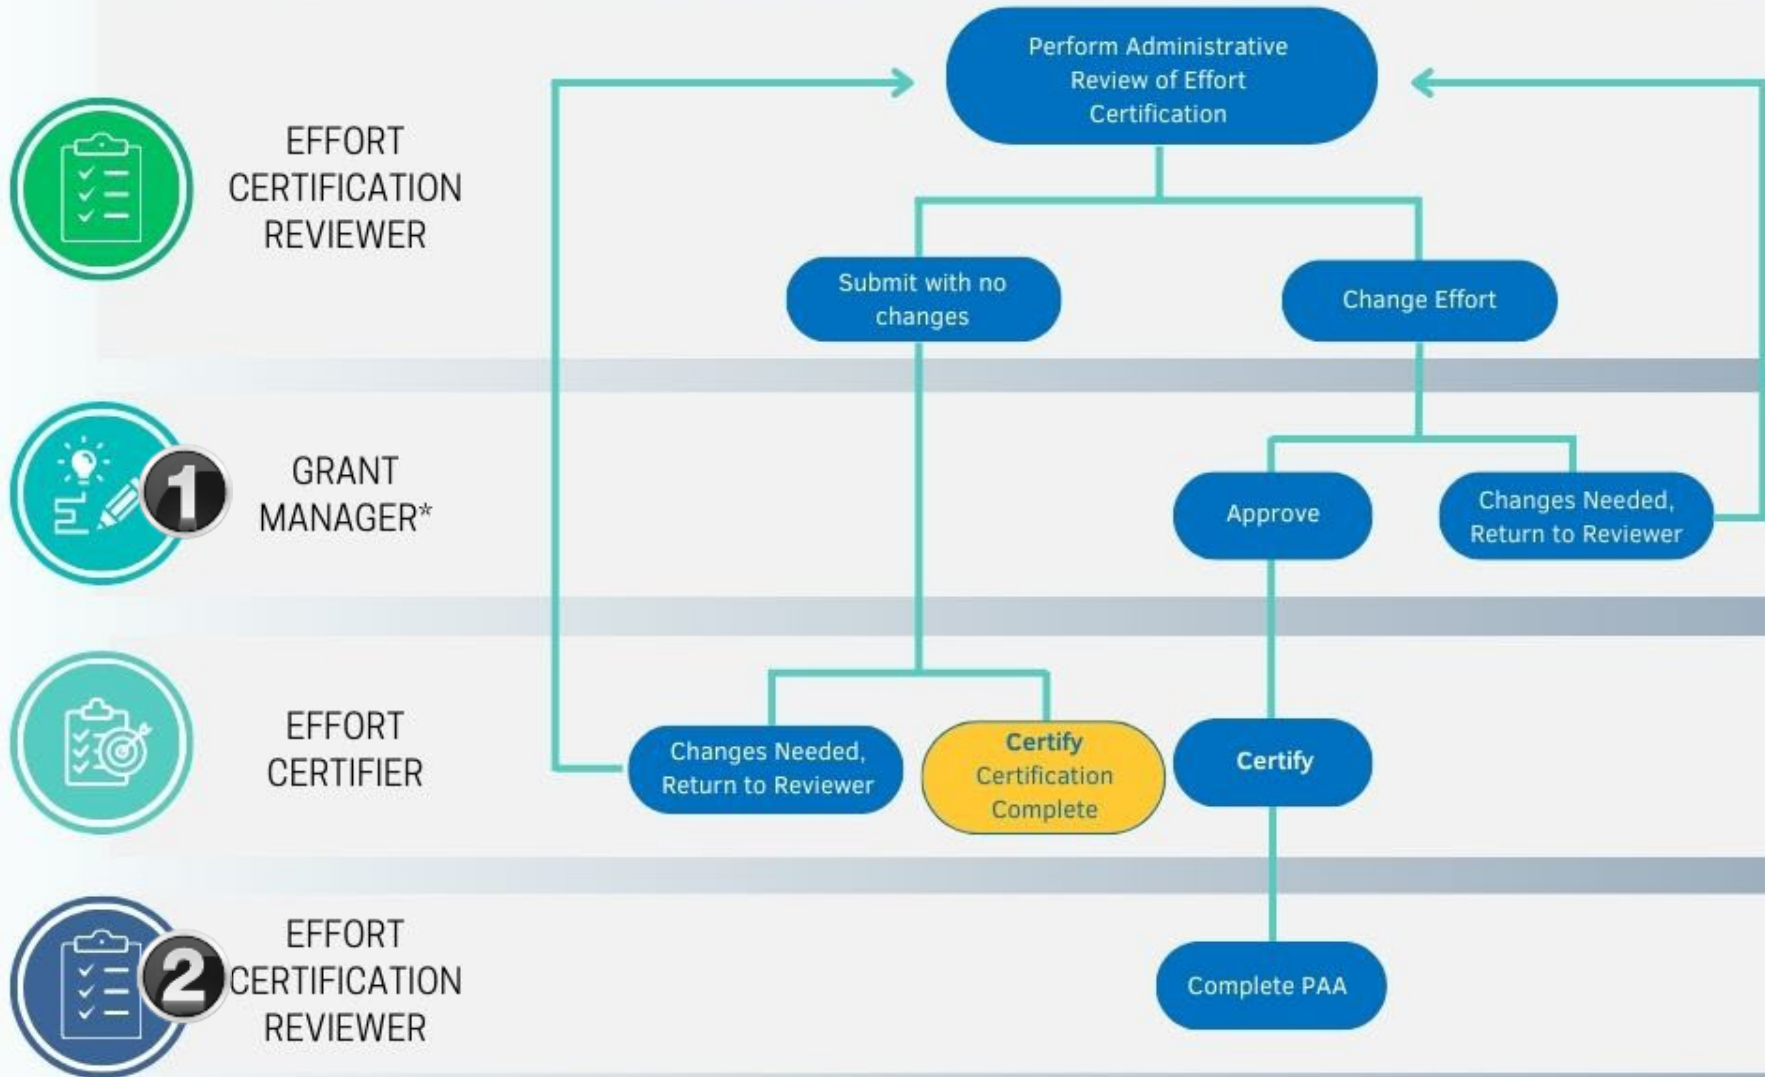 Perform Administrative
Review of Effort
Certification
EFFORT
CERTIFICATION
REVIEWER
Submit with no
changes
Change Effort
1
GRANT
MANAGER*
Approve
Changes Needed,
Return to Reviewer
EFFORT
CERTIFIER
Changes Needed,
Return to Reviewer
Certify
Certification
Complete
Certify
2
EFFORT
CERTIFICATION
REVIEWER
Complete PAA